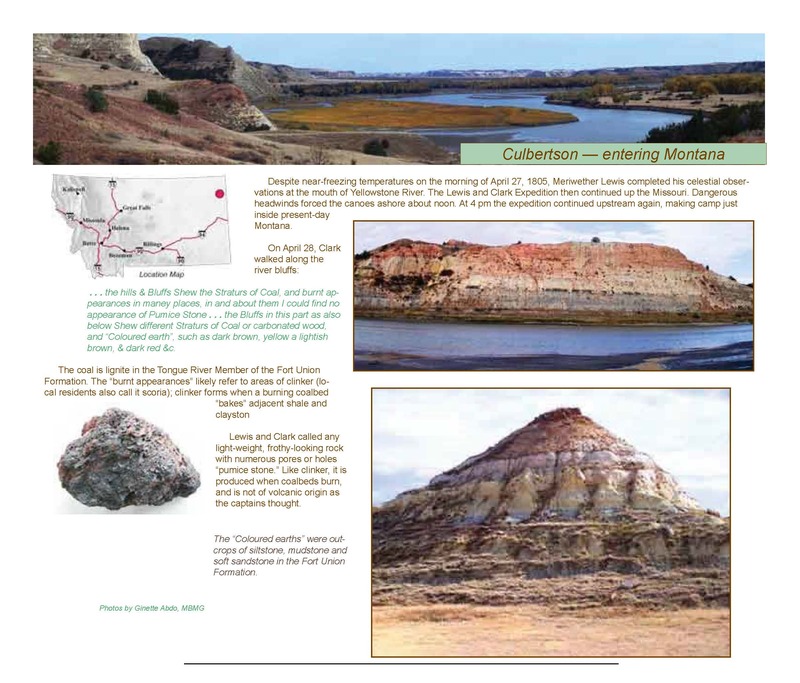 Culbertson — entering Montana
Despite near-freezing temperatures on the morning of April 27, 1805, Meriwether Lewis completed his celestial obser-
vations at the mouth of Yellowstone River. The Lewis and Clark Expedition then continued up the Missouri. Dangerous
headwinds forced the canoes ashore about noon. At 4 pm the expedition continued upstream again, making camp just
inside present-day
Montana.
On April 28, Clark
walked along the
river bluffs:
Kalispell
Great Falls
Missoula
Helena
Butte
Billings
Bozeman
15
90
94
90
15
Location Map
. . . the hills & Bluffs Shew the Straturs of Coal, and burnt ap-
pearances in maney places, in and about them I could find no
appearance of Pumice Stone . . . the Bluffs in this part as also
below Shew different Straturs of Coal or carbonated wood,
and “Coloured earth”, such as dark brown, yellow a lightish
brown, & dark red &c.
The coal is lignite in the Tongue River Member of the Fort Union
Formation. The “burnt appearances” likely refer to areas of clinker (lo-
cal residents also call it scoria); clinker forms when a burning coalbed
“bakes” adjacent shale and
clayston
Lewis and Clark called any
light-weight, frothy-looking rock
with numerous pores or holes
“pumice stone.” Like clinker, it is
produced when coalbeds burn,
and is not of volcanic origin as
the captains thought.
The “Coloured earths” were out-
crops of siltstone, mudstone and
soft sandstone in the Fort Union
Formation.
Photos by Ginette Abdo, MBMG